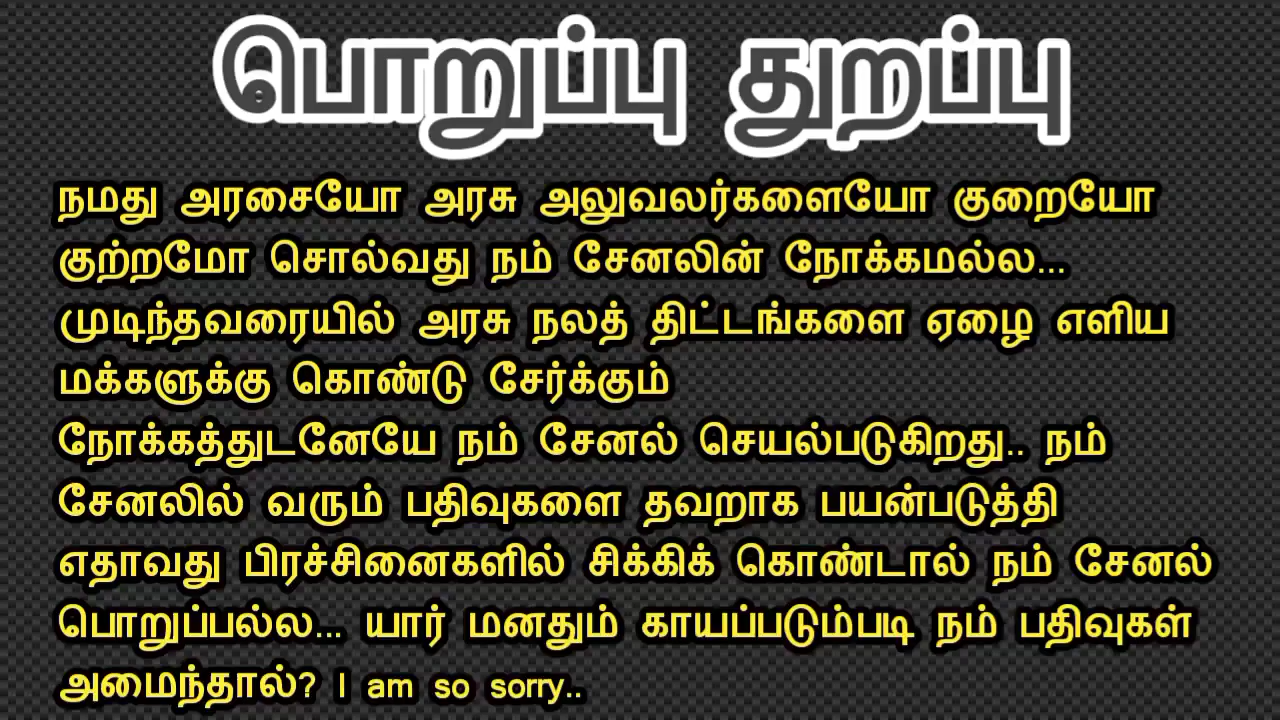 பொறுப்பு துறப்பு
நமது அரசையோ அரசு அலுவலர்களையோ குறையோ
குற்றமோ சொல்வது நம் சேனலின் நோக்கமல்ல...
முடிந்தவரையில் அரசு நலத் திட்டங்களை ஏழை எளிய
மக்களுக்கு கொண்டு சேர்க்கும்
நோக்கத்துடனேயே நம் சேனல் செயல்படுகிறது.. நம்
சேனலில் வரும் பதிவுகளை தவறாக பயன்படுத்தி
எதாவது பிரச்சினைகளில் சிக்கிக் கொண்டால் நம் சேனல்
பொறுப்பல்ல... யார் மனதும் காயப்படும்படி நம் பதிவுகள்
அமைந்தால்? I am so sorry..